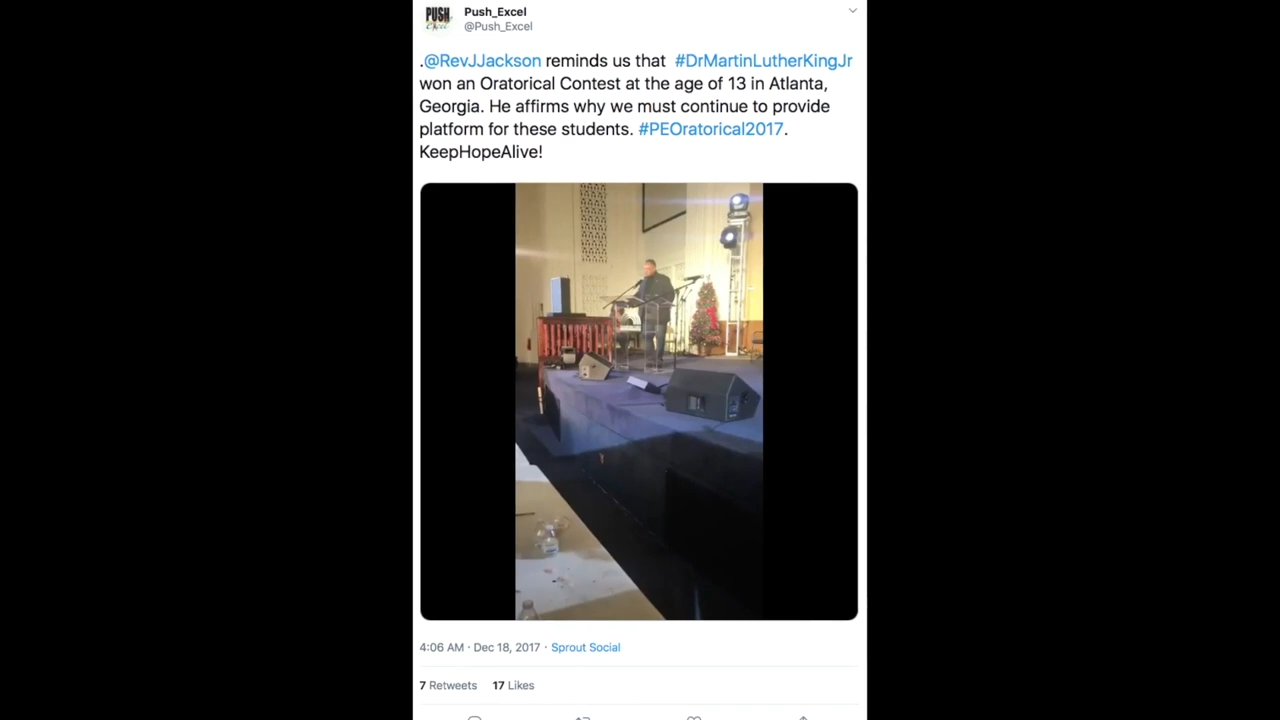 PUSH
Excel
Push_Excel
@Push_Excel
.@RevJJackson reminds us that #DrMartinLutherKingJr
won an Oratorical Contest at the age of 13 in Atlanta,
Georgia. He affirms why we must continue to provide
platform for these students. #PEOratorical2017.
KeepHopeAlive!
4:06 AM · Dec 18, 2017 · Sprout Social
7 Retweets 17 Likes